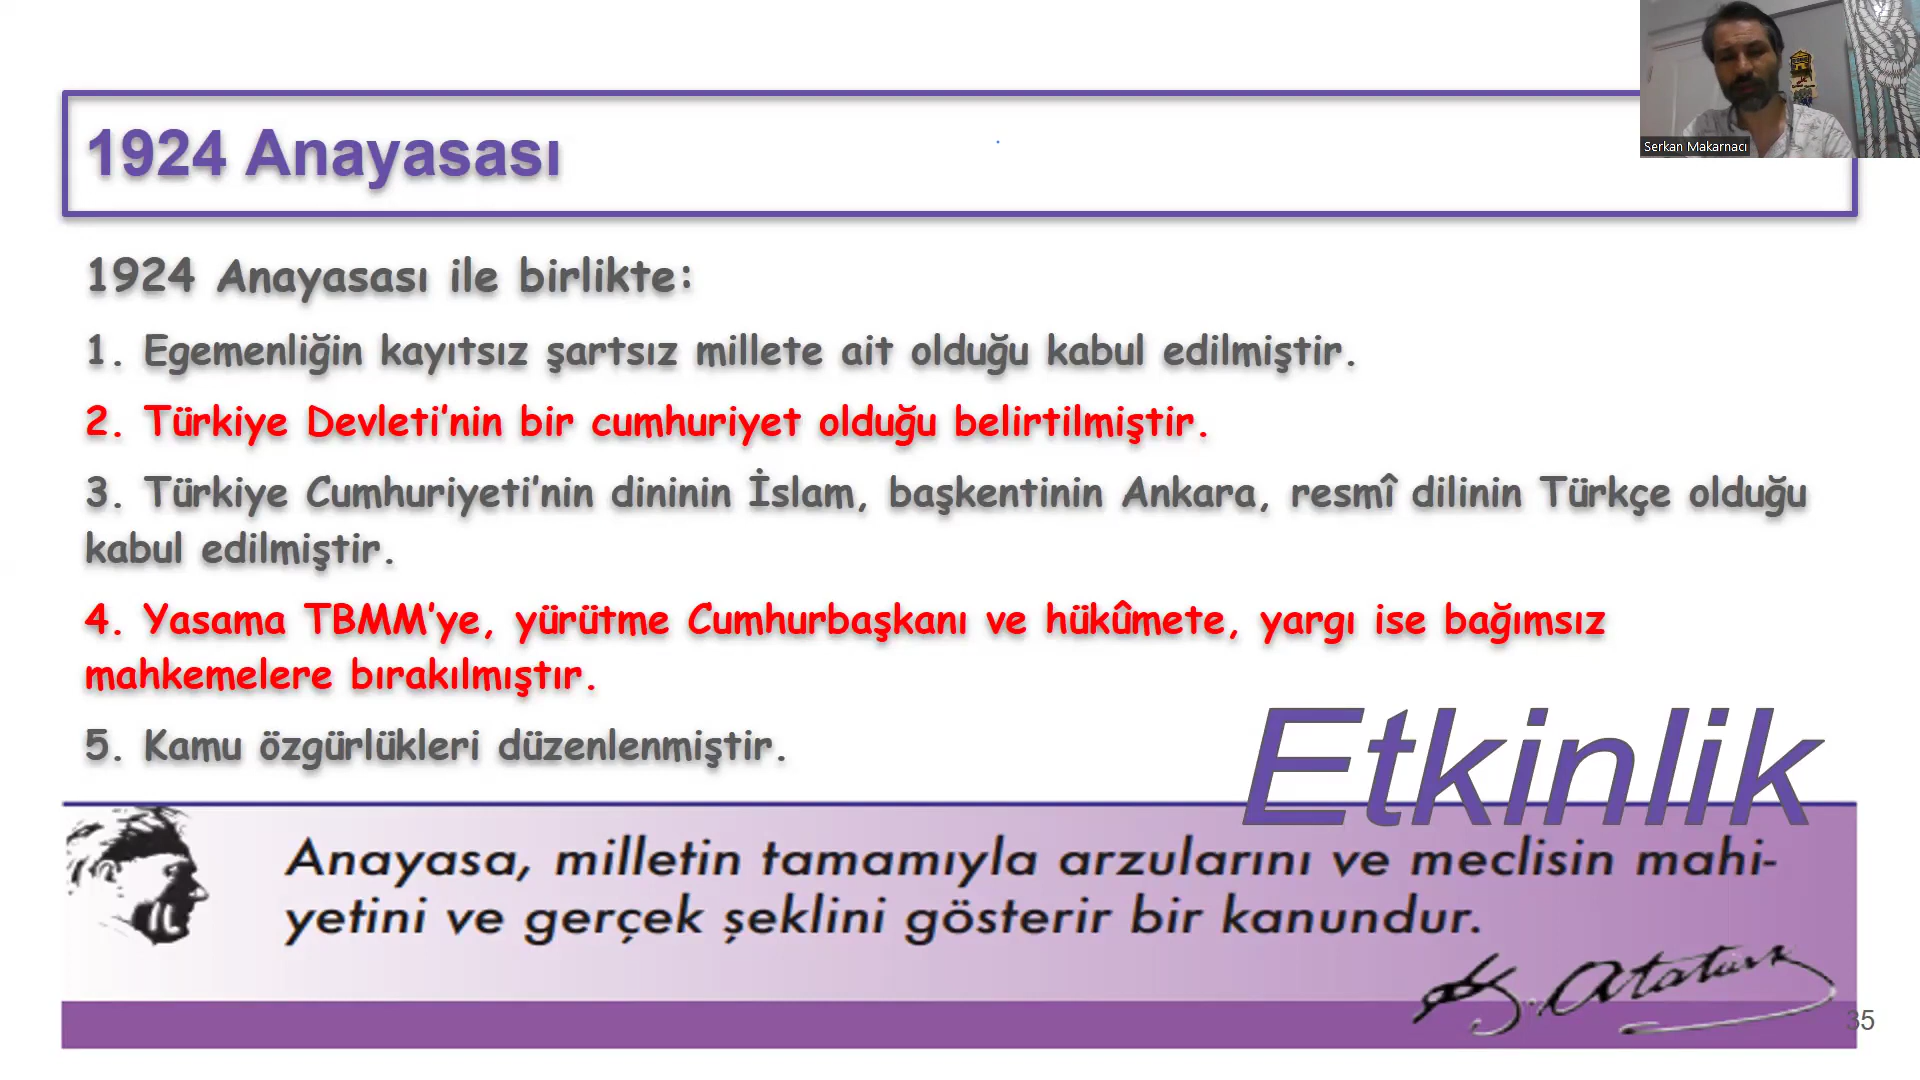 Serkan Makarnacı
1924 Anayasası
1924 Anayasası ile birlikte:
1. Egemenliğin kayıtsız şartsız millete ait olduğu kabul edilmiştir.
2. Türkiye Devleti’nin bir cumhuriyet olduğu belirtilmiştir.
3. Türkiye Cumhuriyeti’nin dininin İslam, başkentinin Ankara, resmî dilinin Türkçe olduğu
kabul edilmiştir.
4. Yasama TBMM’ye, yürütme Cumhurbaşkanı ve hükûmete, yargı ise bağımsız
mahkemelere bırakılmıştır.
5. Kamu özgürlükleri düzenlenmiştir.
Etkinlik
Anayasa, milletin tamamıyla arzularını ve meclisin mahi-
yetini ve gerçek şeklini gösterir bir kanundur.
K. Atatürk
35